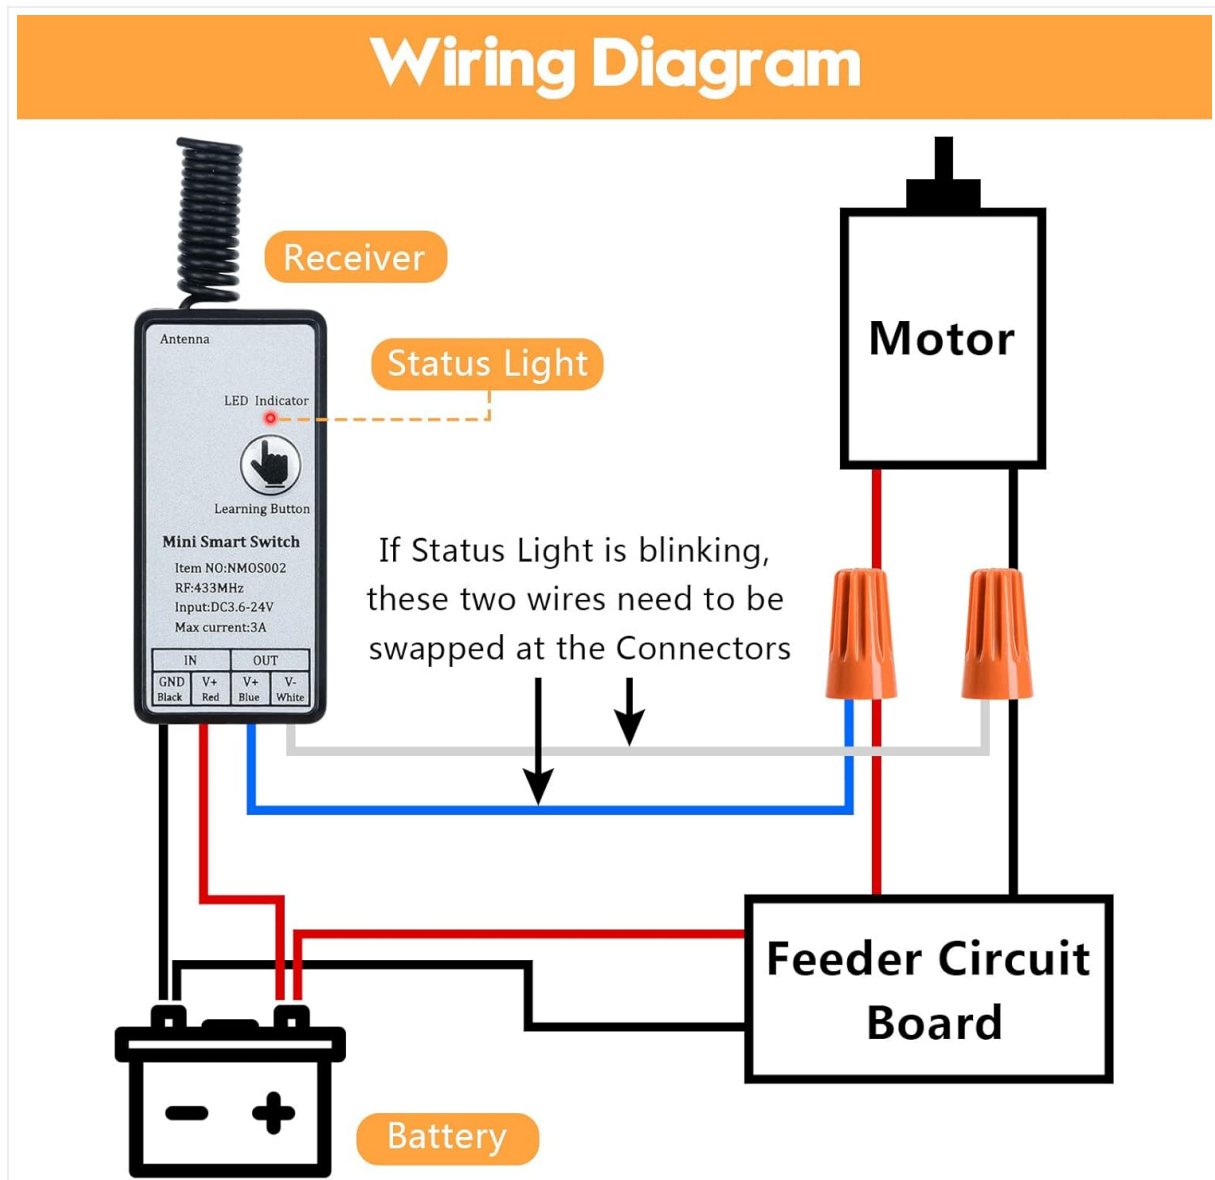 Wiring Diagram
Receiver
Antenna
Status Light
LED Indicator
Learning Button
Mini Smart Switch
Item NO:NMOS002
RF:433MHz
Input:DC3.6-24V
Max current:3A
IN OUT
GND V+ V+ V-
Black Red Blue White
Motor
If Status Light is blinking,
these two wires need to be
swapped at the Connectors
Feeder Circuit
Board
Battery